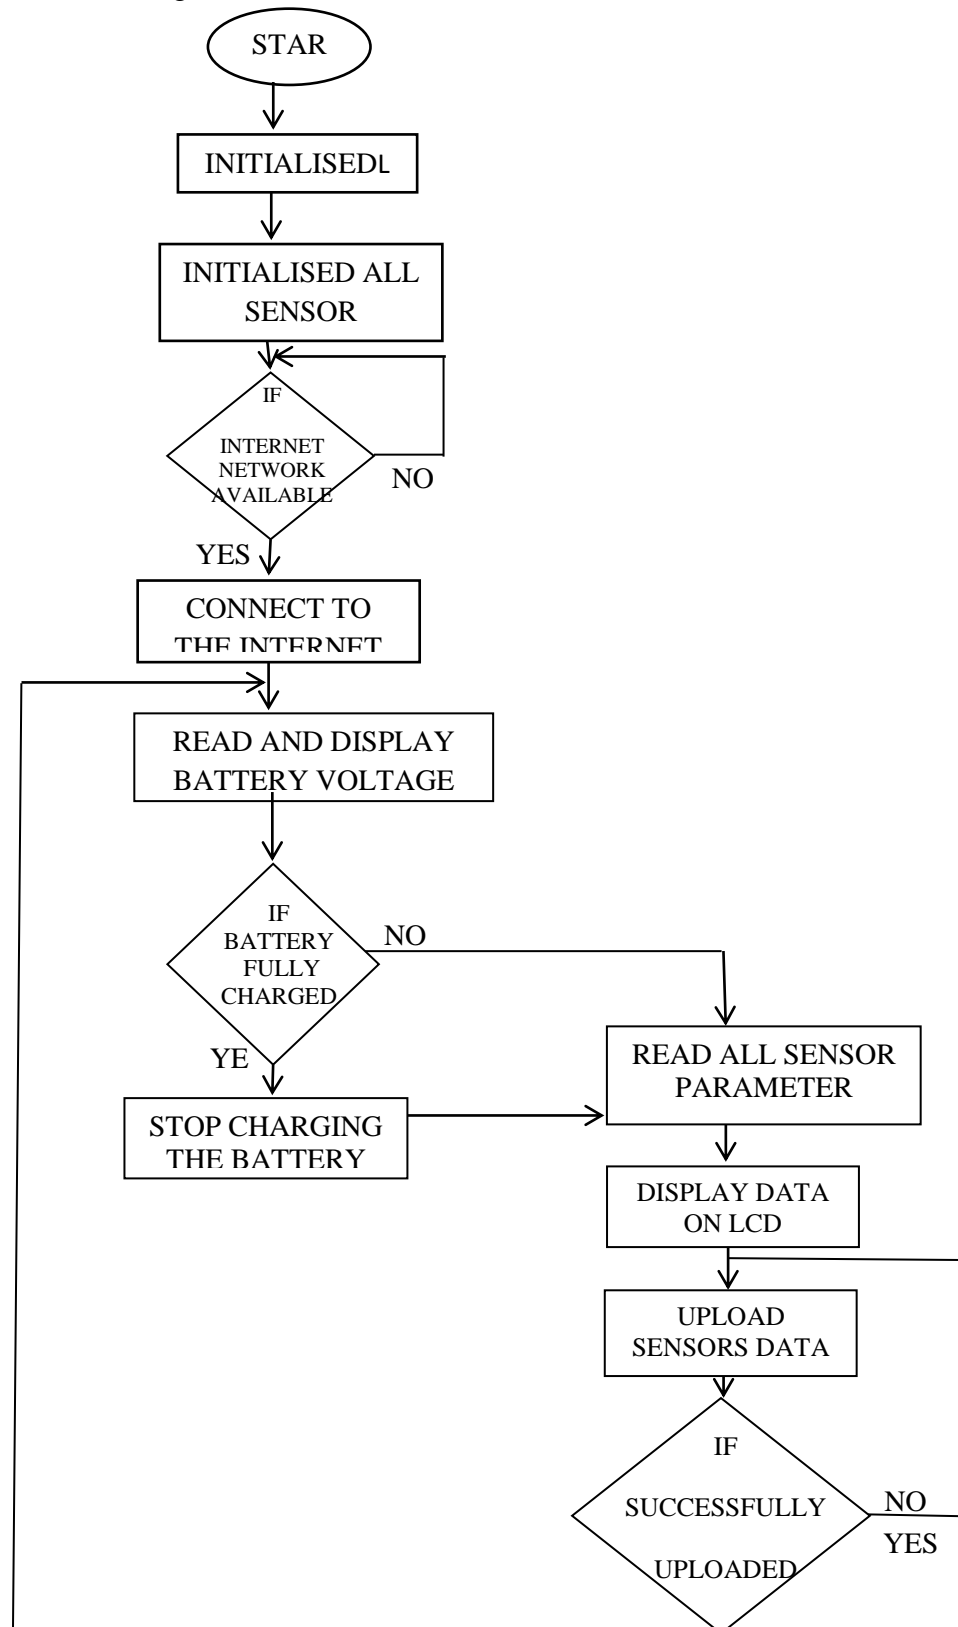 STAR
INITIALISEDL
INITIALISED ALL
SENSOR
IF
INTERNET
NETWORK
AVAILABLE
NO
YES
CONNECT TO
THE INTERNET
READ AND DISPLAY
BATTERY VOLTAGE
IF
BATTERY
FULLY
CHARGED
NO
YE
STOP CHARGING
THE BATTERY
READ ALL SENSOR
PARAMETER
DISPLAY DATA
ON LCD
UPLOAD
SENSORS DATA
IF
SUCCESSFULLY
UPLOADED
NO
YES